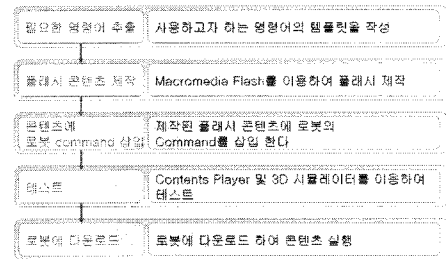 필요한 명령어 추출
사용하고자 하는 명령어의 템플릿을 작성
플래시 콘텐츠 제작
Macromedia Flash를 이용하여 플래시 제작
콘텐츠에
로봇 command 삽입
제작된 플래시 콘텐츠에 로봇의
Command를 삽입 한다
테스트
Contents Player 및 3D 시뮬레이터를 이용하여
테스트
로봇에 다운로드
로봇에 다운로드 하여 콘텐츠 실행